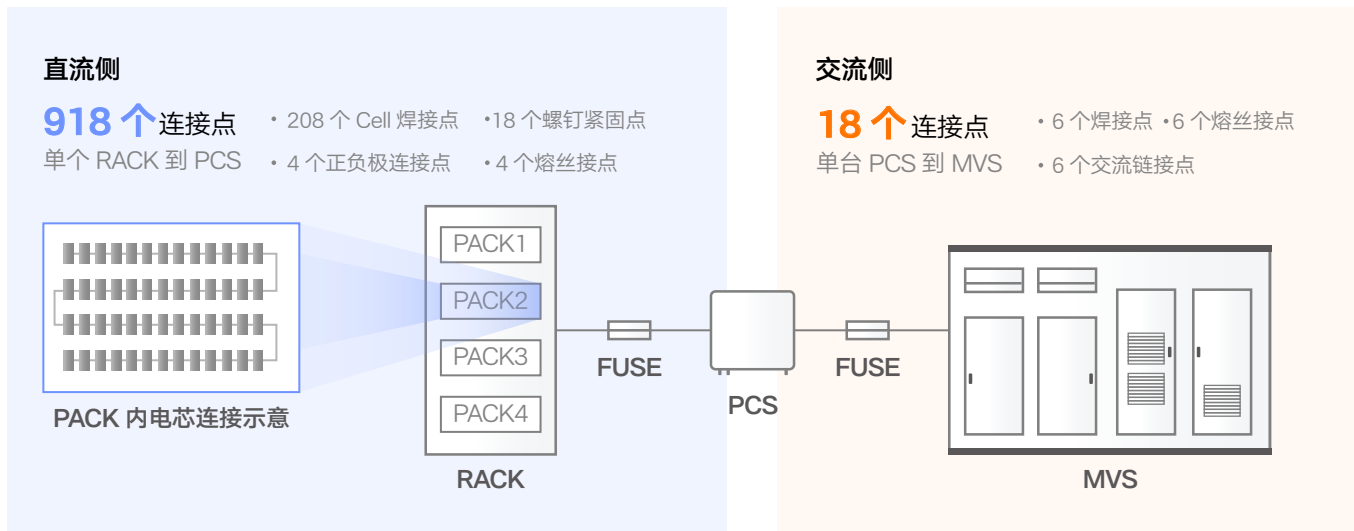 直流侧
918 个连接点
单个 RACK 到 PCS
• 208 个 Cell 焊接点 •18 个螺钉紧固点
• 4 个正负极连接点 •4 个熔丝接点
交流侧
18 个连接点
单台 PCS 到 MVS
• 6 个焊接点 •6 个熔丝接点
• 6 个交流链接点
PACK1
PACK2
PACK3
PACK4
PACK 内电芯连接示意
RACK
FUSE
PCS
FUSE
MVS